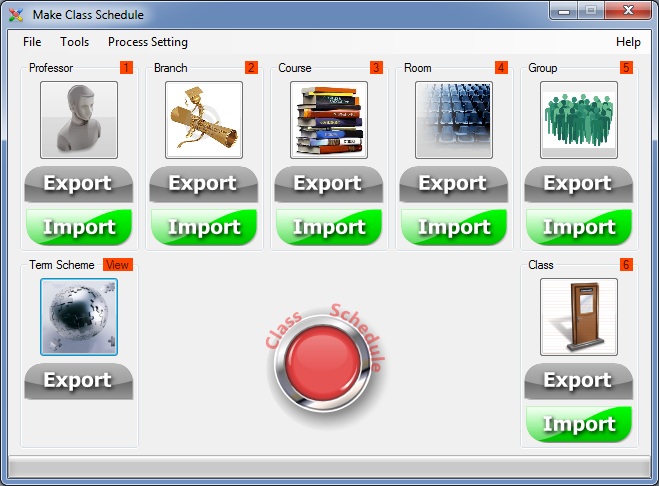 Make Class Schedule
File Tools Process Setting Help
Professor 1 Branch 2 Course 3 Room 4 Group 5
Export Export Export Export Export
Import Import Import Import Import
Term Scheme View Class 6
Class Schedule
Export Export
Import